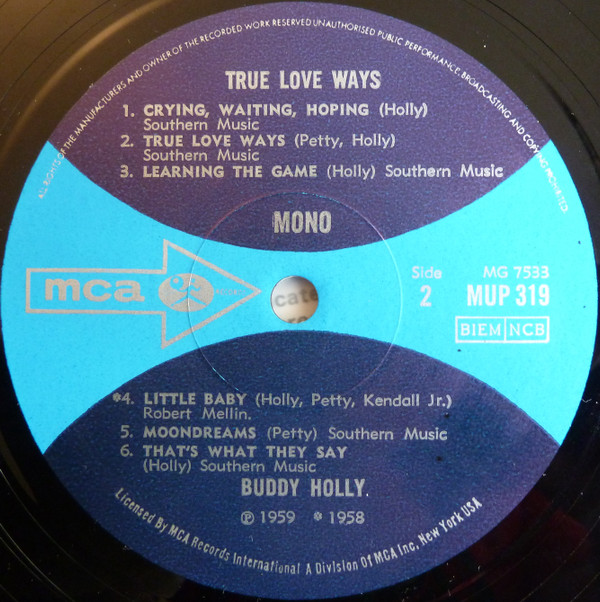 ALL RIGHTS OF THE MANUFACTURERS AND OWNER OF THE RECORDED WORK RESERVED UNAUTHORISED PUBLIC PERFORMANCE, BROADCASTING AND COPYING PROHIBITED.
TRUE LOVE WAYS
1. CRYING, WAITING, HOPING (Holly)
Southern Music
2. TRUE LOVE WAYS (Petty, Holly)
Southern Music
3. LEARNING THE GAME (Holly) Southern Music
MONO
mca
Side MG 7533
2 MUP 319
BIEM NCB
cate
*4. LITTLE BABY (Holly, Petty, Kendall Jr.)
Robert Mellin.
5. MOONDREAMS (Petty) Southern Music
6. THAT'S WHAT THEY SAY
(Holly) Southern Music
BUDDY HOLLY.
℗ 1959 * 1958
Licensed By MCA Records International A Division Of MCA Inc. New York USA